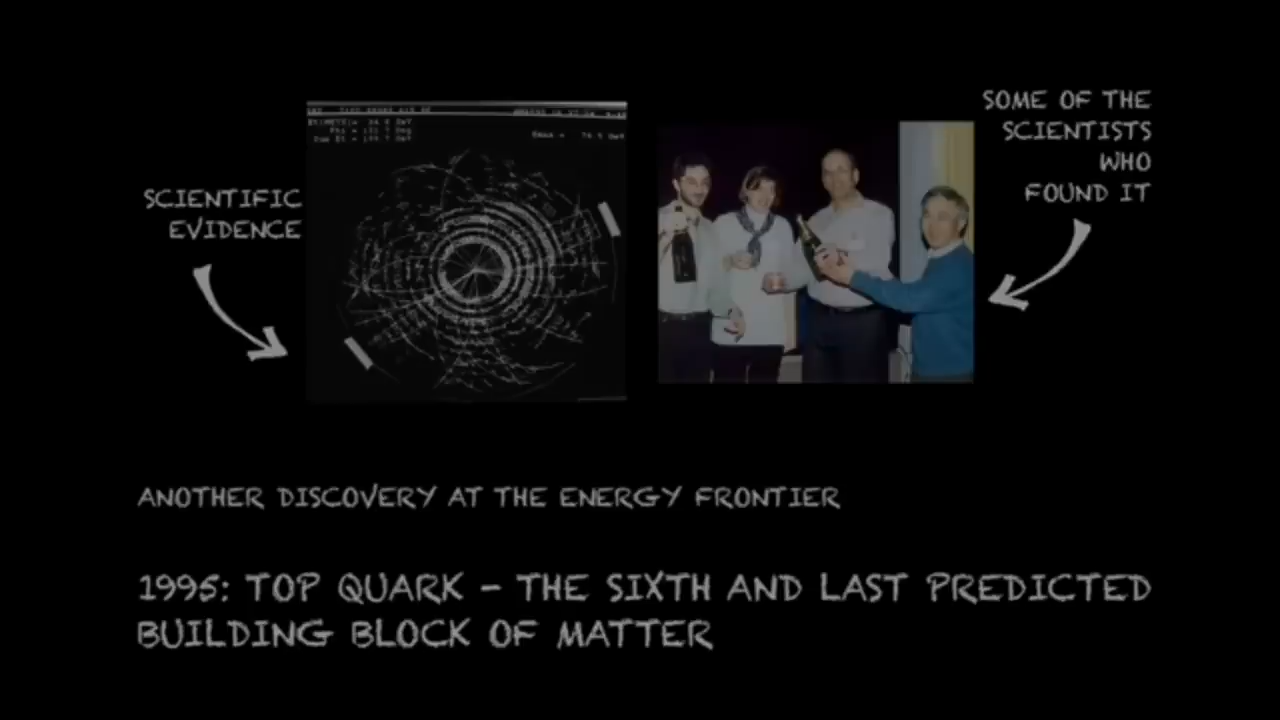 SOME OF THE
SCIENTISTS
WHO
FOUND IT
SCIENTIFIC
EVIDENCE
ANOTHER DISCOVERY AT THE ENERGY FRONTIER
1995: TOP QUARK – THE SIXTH AND LAST PREDICTED
BUILDING BLOCK OF MATTER